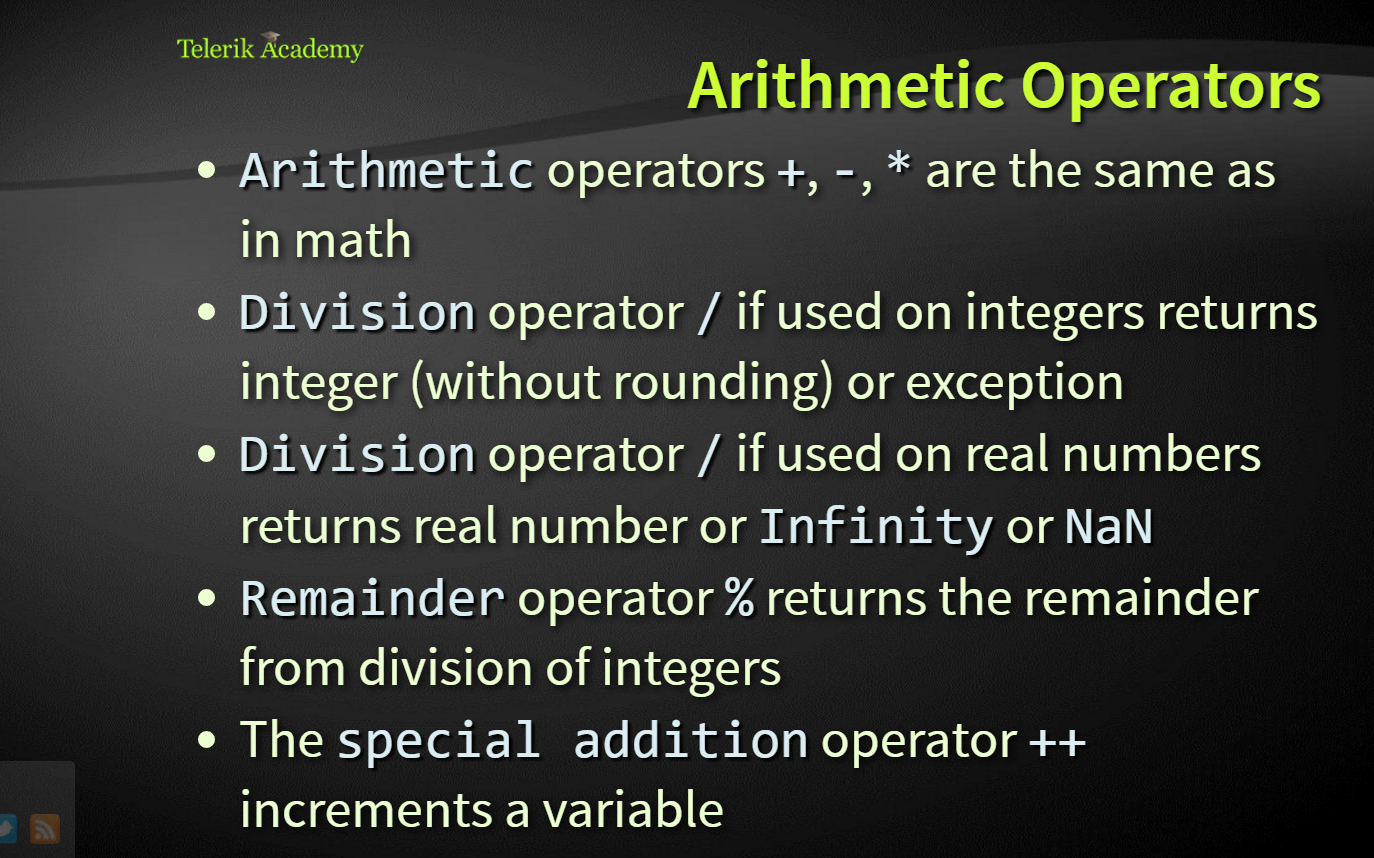 Telerik Academy
Arithmetic Operators
• Arithmetic operators +, -, * are the same as
in math
• Division operator / if used on integers returns
integer (without rounding) or exception
• Division operator / if used on real numbers
returns real number or Infinity or NaN
• Remainder operator % returns the remainder
from division of integers
• The special addition operator ++
increments a variable